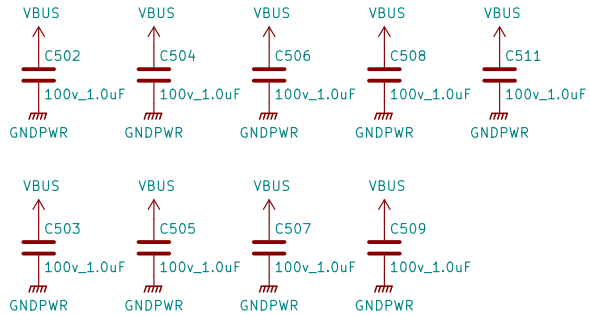 VBUS VBUS VBUS VBUS VBUS
C502 C504 C506 C508 C511
100v_1.0uF 100v_1.0uF 100v_1.0uF 100v_1.0uF 100v_1.0uF
GNDPWR GNDPWR GNDPWR GNDPWR GNDPWR
VBUS VBUS VBUS VBUS
C503 C505 C507 C509
100v_1.0uF 100v_1.0uF 100v_1.0uF 100v_1.0uF
GNDPWR GNDPWR GNDPWR GNDPWR